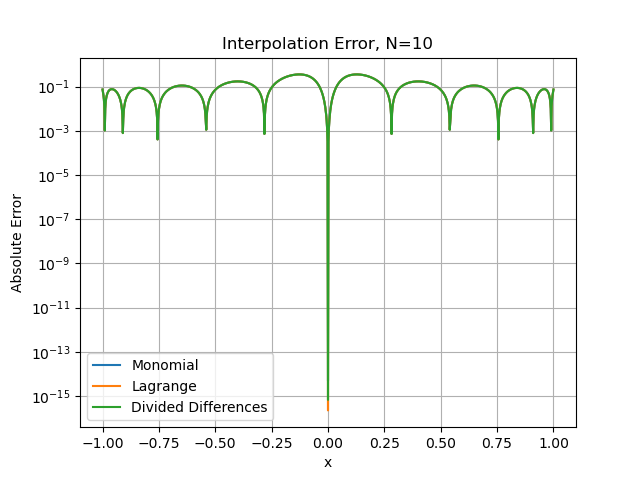 Interpolation Error, N=10
Absolute Error
10⁻¹
10⁻³
10⁻⁵
10⁻⁷
10⁻⁹
10⁻¹¹
10⁻¹³
10⁻¹⁵
Monomial
Lagrange
Divided Differences
−1.00 −0.75 −0.50 −0.25 0.00 0.25 0.50 0.75 1.00
x